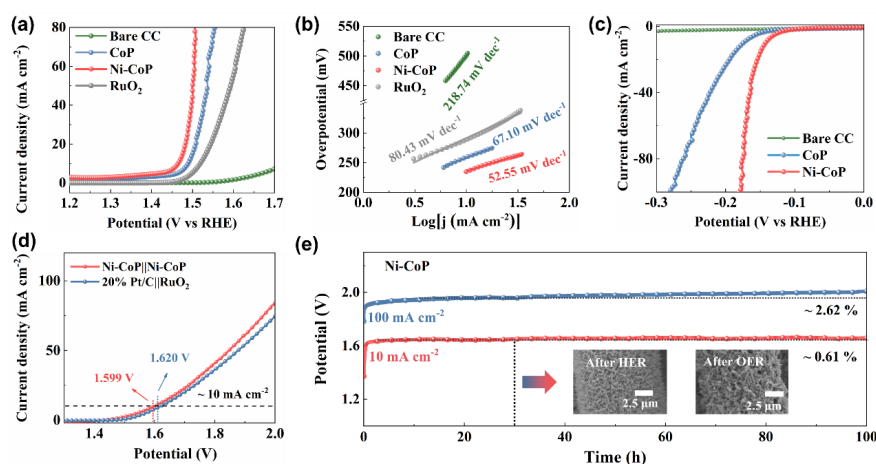 (a)
Bare CC
CoP
Ni-CoP
RuO₂
Current density (mA cm⁻²)
80
60
40
20
0
1.2 1.3 1.4 1.5 1.6 1.7
Potential (V vs RHE)
(b)
Bare CC
CoP
Ni-CoP
RuO₂
Overpotential (mV)
550
500
450
350
300
250
200
218.74 mV dec⁻¹
80.43 mV dec⁻¹
67.10 mV dec⁻¹
52.55 mV dec⁻¹
0.0 0.5 1.0 1.5 2.0
Log[j (mA cm⁻²)]
(c)
Current density (mA cm⁻²)
0
-40
-80
Bare CC
CoP
Ni-CoP
-0.3 -0.2 -0.1 0.0
Potential (V vs RHE)
(d)
Ni-CoP||Ni-CoP
20% Pt/C||RuO₂
Current density (mA cm⁻²)
100
75
50
25
0
1.620 V
1.599 V
~ 10 mA cm⁻²
1.4 1.6 1.8 2.0
Potential (V)
(e)
Ni-CoP
Potential (V)
2.4
2.0
1.6
1.2
100 mA cm⁻²
~ 2.62 %
10 mA cm⁻²
~ 0.61 %
After HER
2.5 μm
After OER
2.5 μm
0 20 40 60 80 100
Time (h)